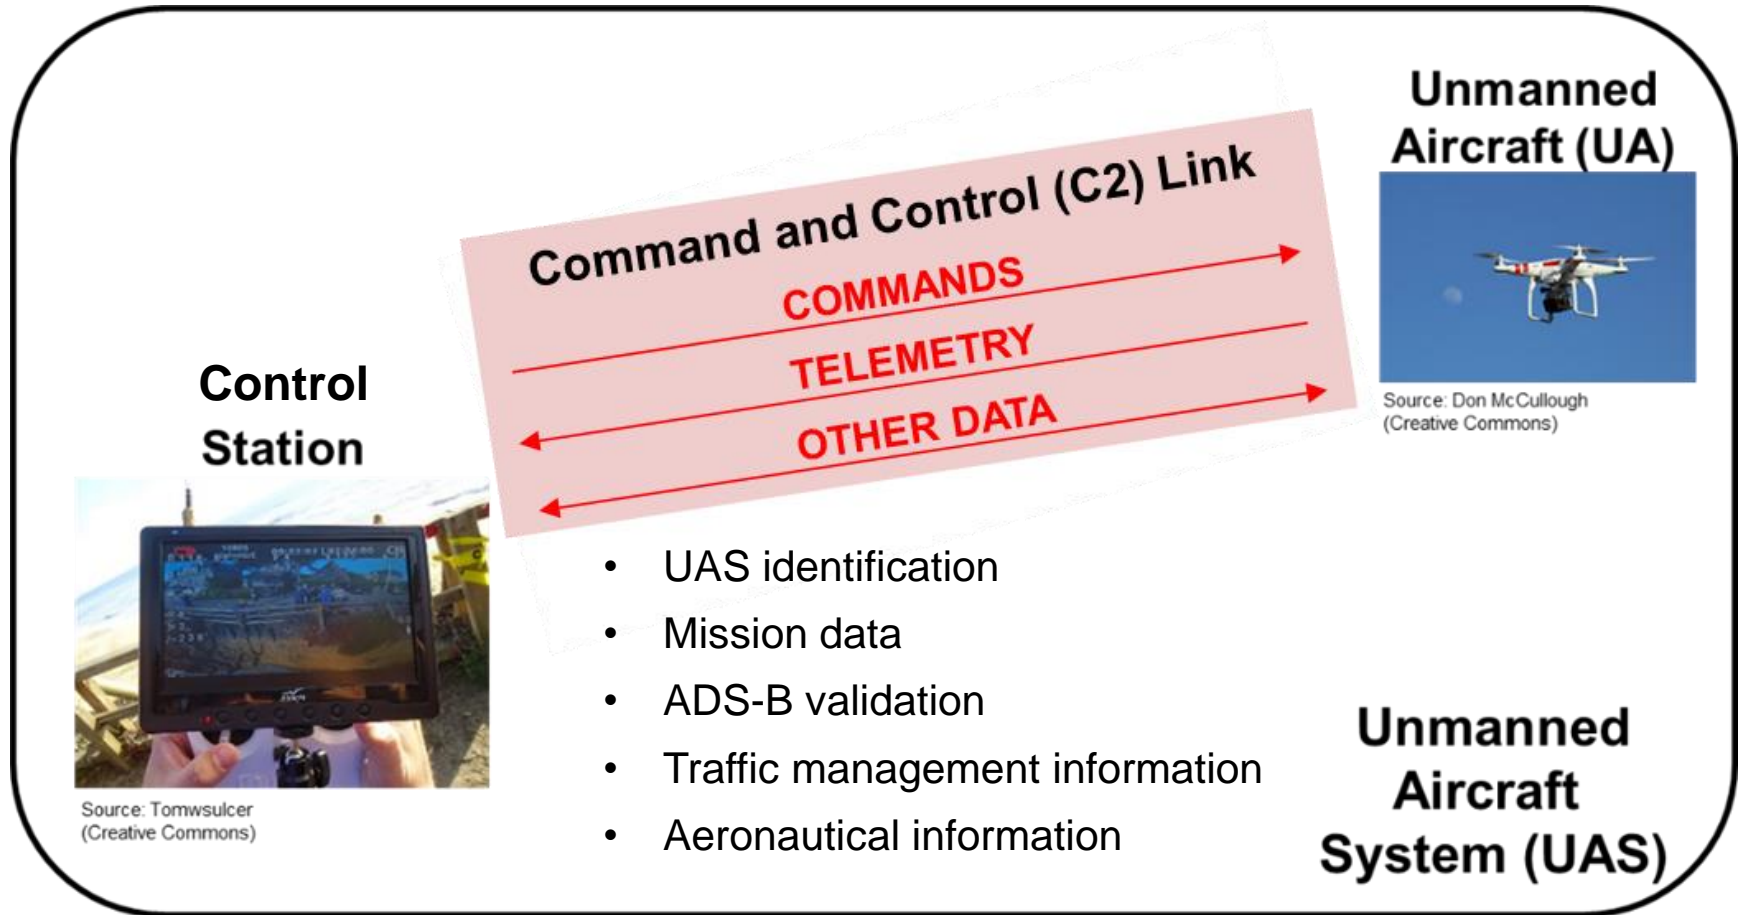 Unmanned
Aircraft (UA)
Source: Don McCullough
(Creative Commons)
Command and Control (C2) Link
COMMANDS
TELEMETRY
OTHER DATA
Control
Station
Source: Tomwsulcer
(Creative Commons)
• UAS identification
• Mission data
• ADS-B validation
• Traffic management information
• Aeronautical information
Unmanned
Aircraft
System (UAS)